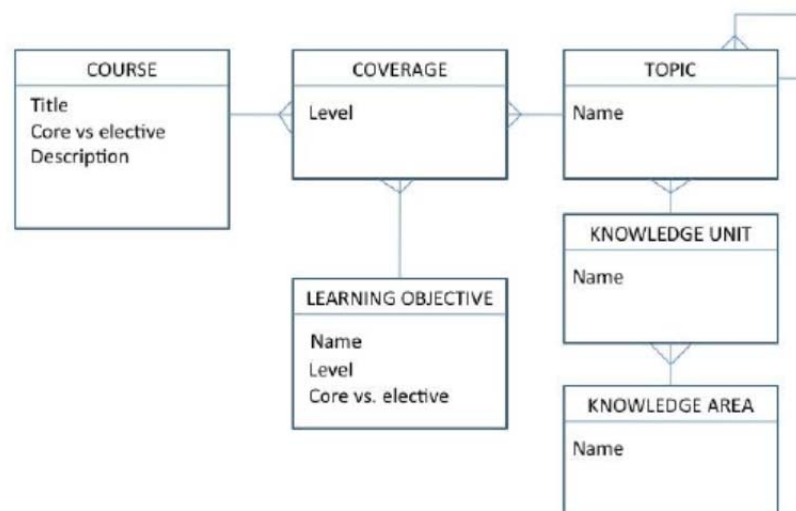 COURSE
Title
Core vs elective
Description
COVERAGE
Level
TOPIC
Name
LEARNING OBJECTIVE
Name
Level
Core vs. elective
KNOWLEDGE UNIT
Name
KNOWLEDGE AREA
Name